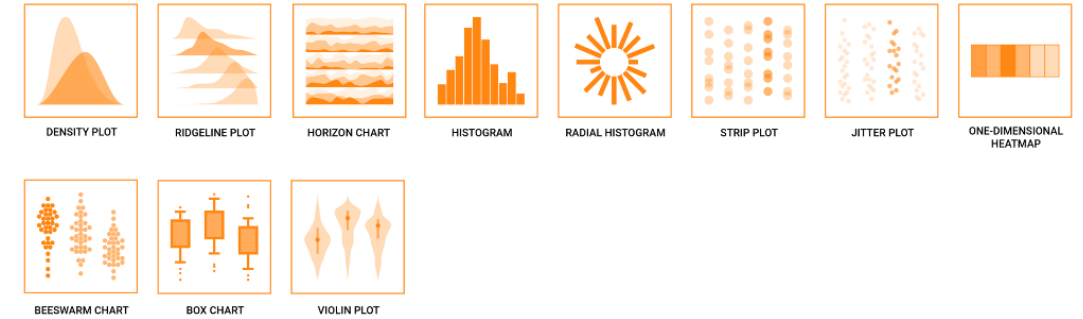 DENSITY PLOT
RIDGELINE PLOT
HORIZON CHART
HISTOGRAM
RADIAL HISTOGRAM
STRIP PLOT
JITTER PLOT
ONE-DIMENSIONAL
HEATMAP
BEESWARM CHART
BOX CHART
VIOLIN PLOT